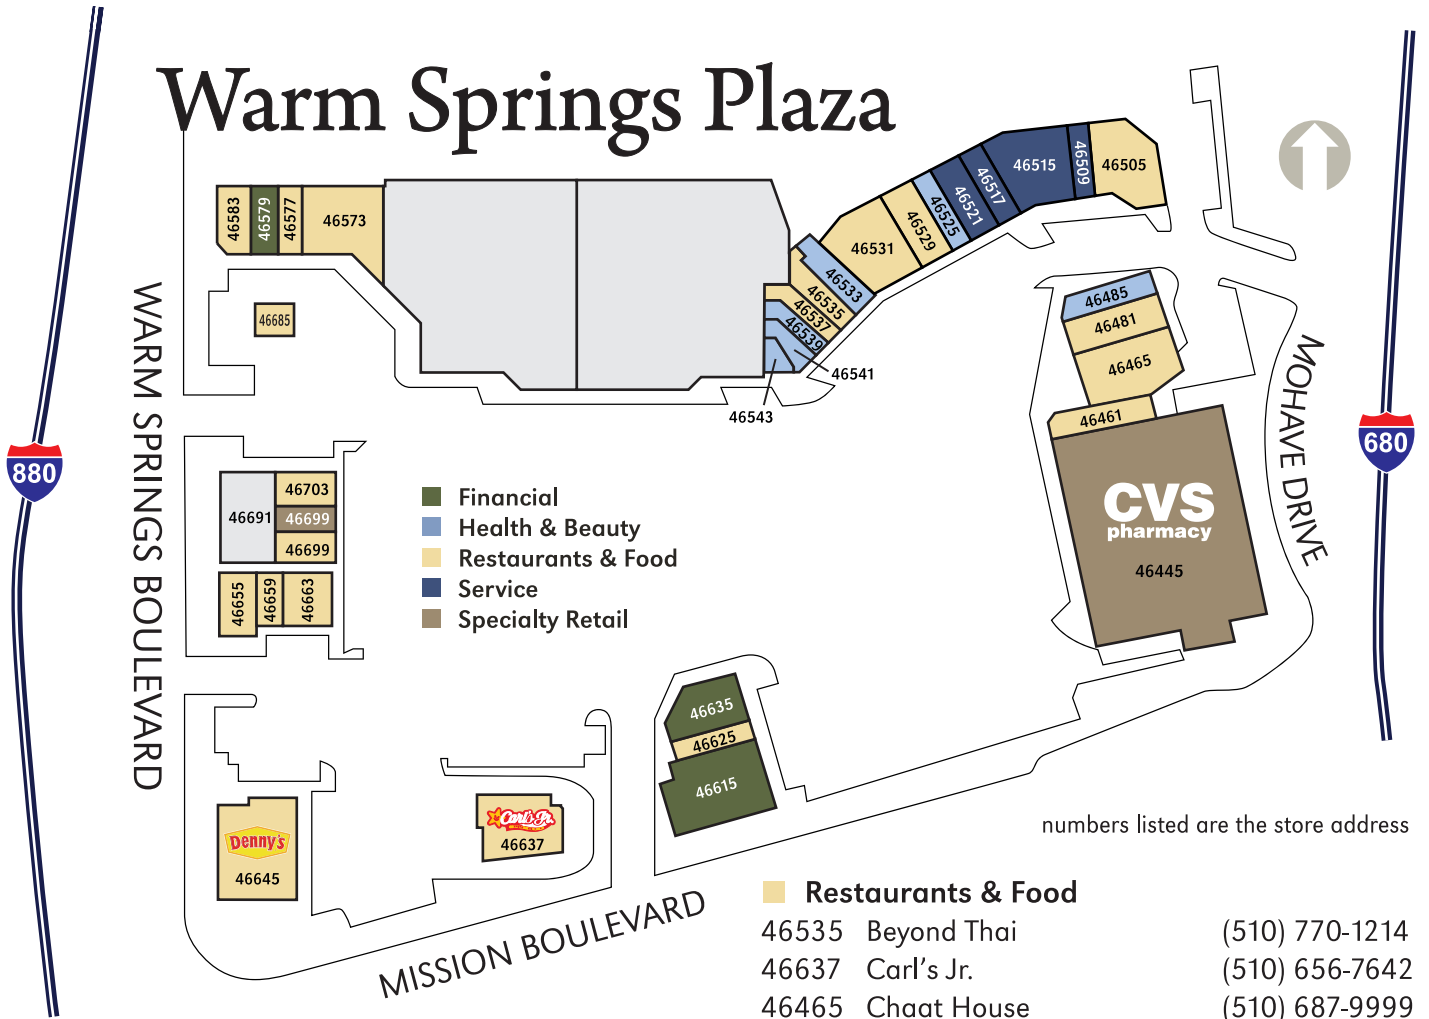 Warm Springs Plaza
46583
46579
46577
46573
46685
46531
46529
46525
46521
46517
46515
46509
46505
46533
46535
46537
46539
46541
46543
46485
46481
46465
46461
CVS
pharmacy
46445
880
680
WARM SPRINGS BOULEVARD
MOHAVE DRIVE
46691
46703
46699
46699
46655
46659
46663
Financial
Health & Beauty
Restaurants & Food
Service
Specialty Retail
46635
46625
46615
Denny's
46645
Carl's Jr.
46637
MISSION BOULEVARD
numbers listed are the store address
Restaurants & Food
46535 Beyond Thai (510) 770-1214
46637 Carl's Jr. (510) 656-7642
46465 Chaat House (510) 687-9999